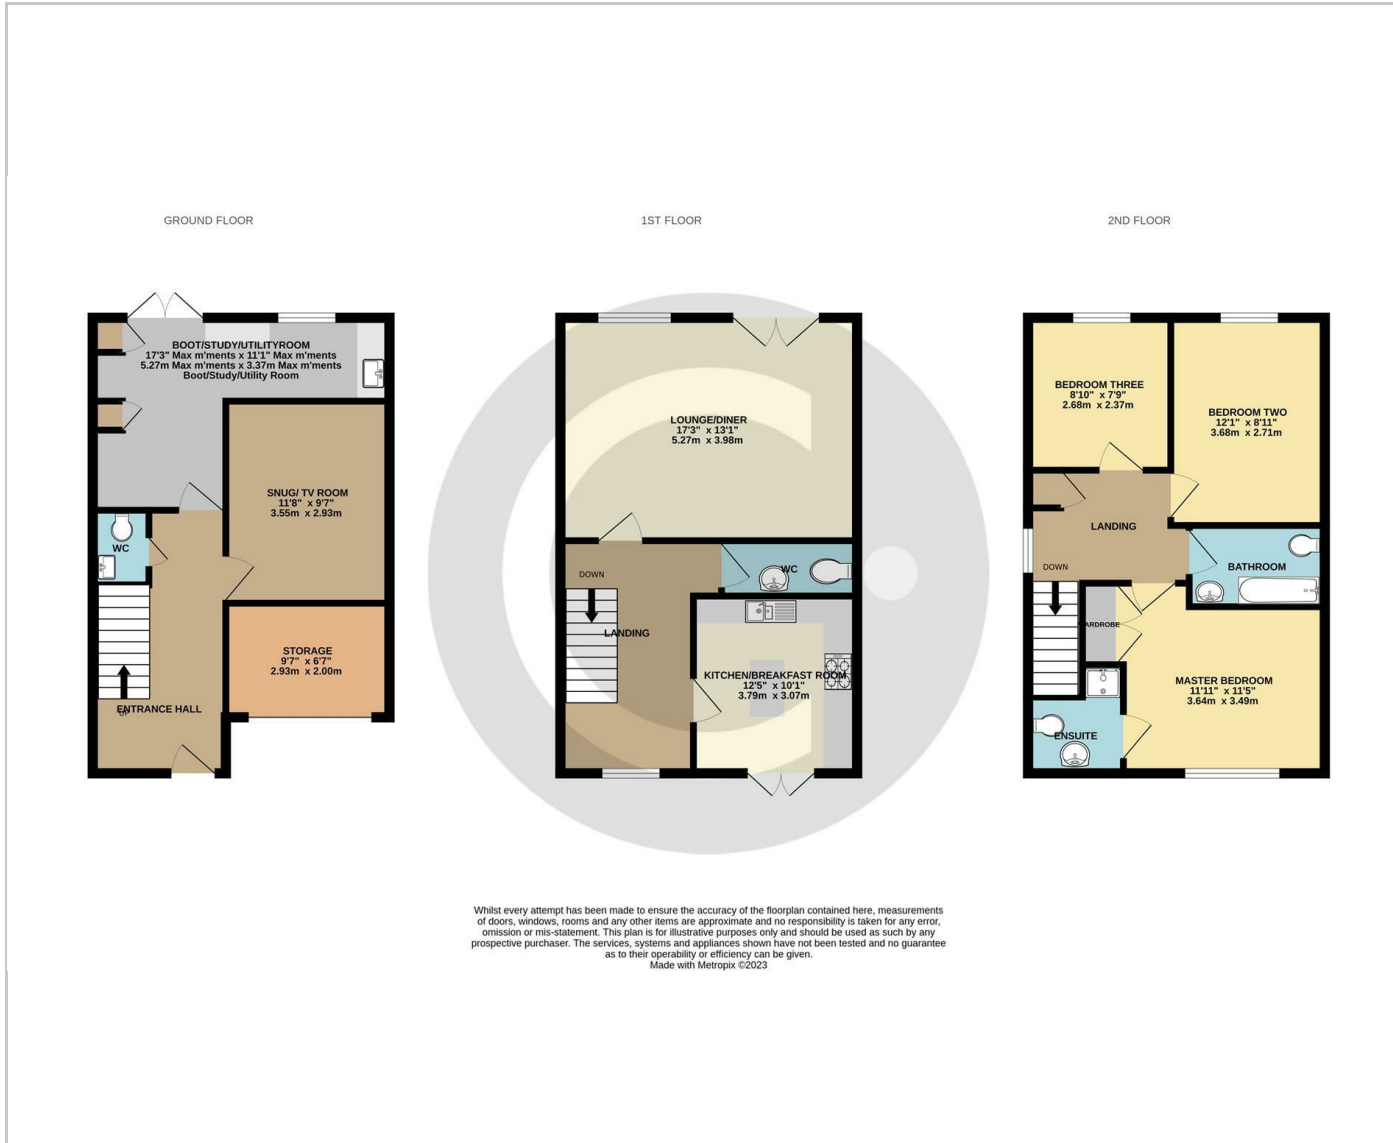 GROUND FLOOR
BOOT/STUDY/UTILITYROOM
17'3" Max m'ments x 11'1" Max m'ments
5.27m Max m'ments x 3.37m Max m'ments
Boot/Study/Utility Room
SNUG/ TV ROOM
11'8" x 9'7"
3.55m x 2.93m
WC
STORAGE
9'7" x 6'7"
2.93m x 2.00m
UP
ENTRANCE HALL
1ST FLOOR
LOUNGE/DINER
17'3" x 13'1"
5.27m x 3.98m
DOWN
WC
LANDING
KITCHEN/BREAKFAST ROOM
12'5" x 10'1"
3.79m x 3.07m
2ND FLOOR
BEDROOM THREE
8'10" x 7'9"
2.68m x 2.37m
BEDROOM TWO
12'1" x 8'11"
3.68m x 2.71m
LANDING
DOWN
BATHROOM
WARDROBE
MASTER BEDROOM
11'11" x 11'5"
3.64m x 3.49m
ENSUITE
Whilst every attempt has been made to ensure the accuracy of the floorplan contained here, measurements
of doors, windows, rooms and any other items are approximate and no responsibility is taken for any error,
omission or mis-statement. This plan is for illustrative purposes only and should be used as such by any
prospective purchaser. The services, systems and appliances shown have not been tested and no guarantee
as to their operability or efficiency can be given.
Made with Metropix ©2023